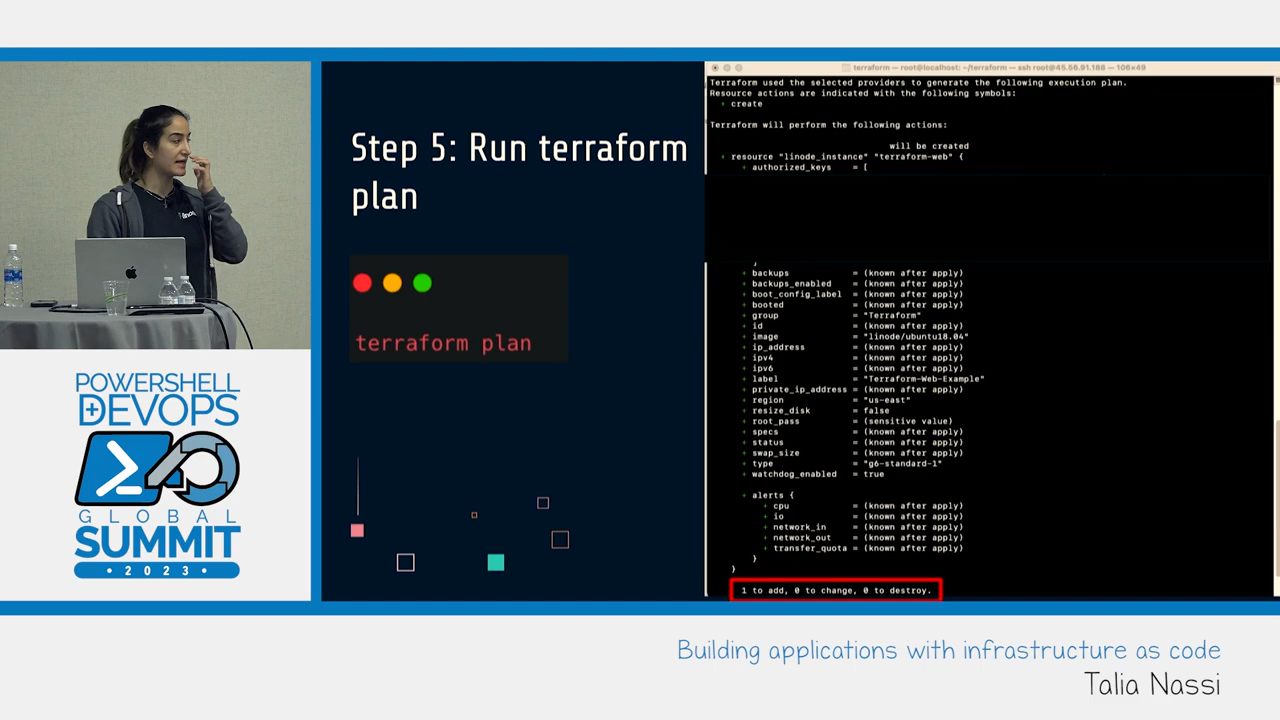 linode
POWERSHELL
+DEVOPS
GLOBAL
SUMMIT
• 2 0 2 3 •
Step 5: Run terraform
plan
terraform plan
terraform — root@localhost: ~/terraform — ssh root@45.56.91.186 — 106×49
Terraform used the selected providers to generate the following execution plan.
Resource actions are indicated with the following symbols:
+ create
Terraform will perform the following actions:
will be created
+ resource "linode_instance" "terraform-web" {
+ authorized_keys = [
]
+ backups = (known after apply)
+ backups_enabled = (known after apply)
+ boot_config_label = (known after apply)
+ booted = (known after apply)
+ group = "Terraform"
+ id = (known after apply)
+ image = "linode/ubuntu18.04"
+ ip_address = (known after apply)
+ ipv4 = (known after apply)
+ ipv6 = (known after apply)
+ label = "Terraform-Web-Example"
+ private_ip_address = (known after apply)
+ region = "us-east"
+ resize_disk = false
+ root_pass = (sensitive value)
+ specs = (known after apply)
+ status = (known after apply)
+ swap_size = (known after apply)
+ type = "g6-standard-1"
+ watchdog_enabled = true
+ alerts {
+ cpu = (known after apply)
+ io = (known after apply)
+ network_in = (known after apply)
+ network_out = (known after apply)
+ transfer_quota = (known after apply)
}
}
1 to add, 0 to change, 0 to destroy.
Building applications with infrastructure as code
Talia Nassi